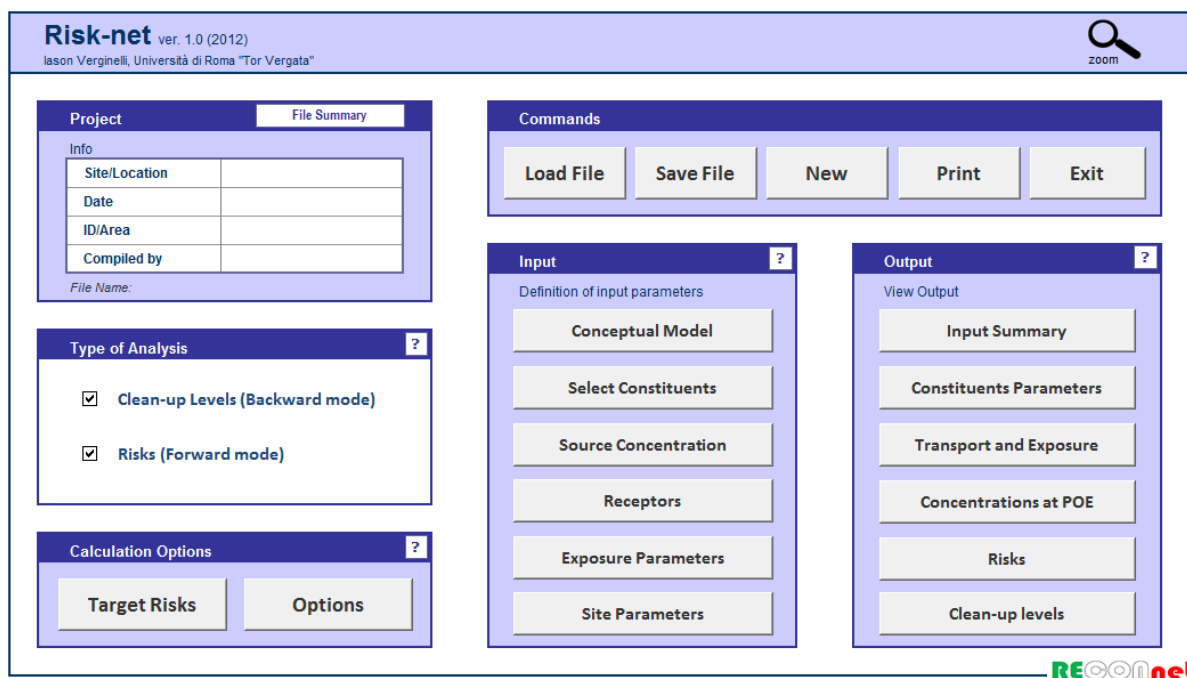 Risk-net ver. 1.0 (2012)
Iason Verginelli, Università di Roma "Tor Vergata"
zoom
Project
File Summary
Info
Site/Location
Date
ID/Area
Compiled by
File Name:
Type of Analysis
?
Clean-up Levels (Backward mode)
Risks (Forward mode)
Calculation Options
?
Target Risks
Options
Commands
Load File
Save File
New
Print
Exit
Input
?
Definition of input parameters
Conceptual Model
Select Constituents
Source Concentration
Receptors
Exposure Parameters
Site Parameters
Output
?
View Output
Input Summary
Constituents Parameters
Transport and Exposure
Concentrations at POE
Risks
Clean-up levels
RECONnet